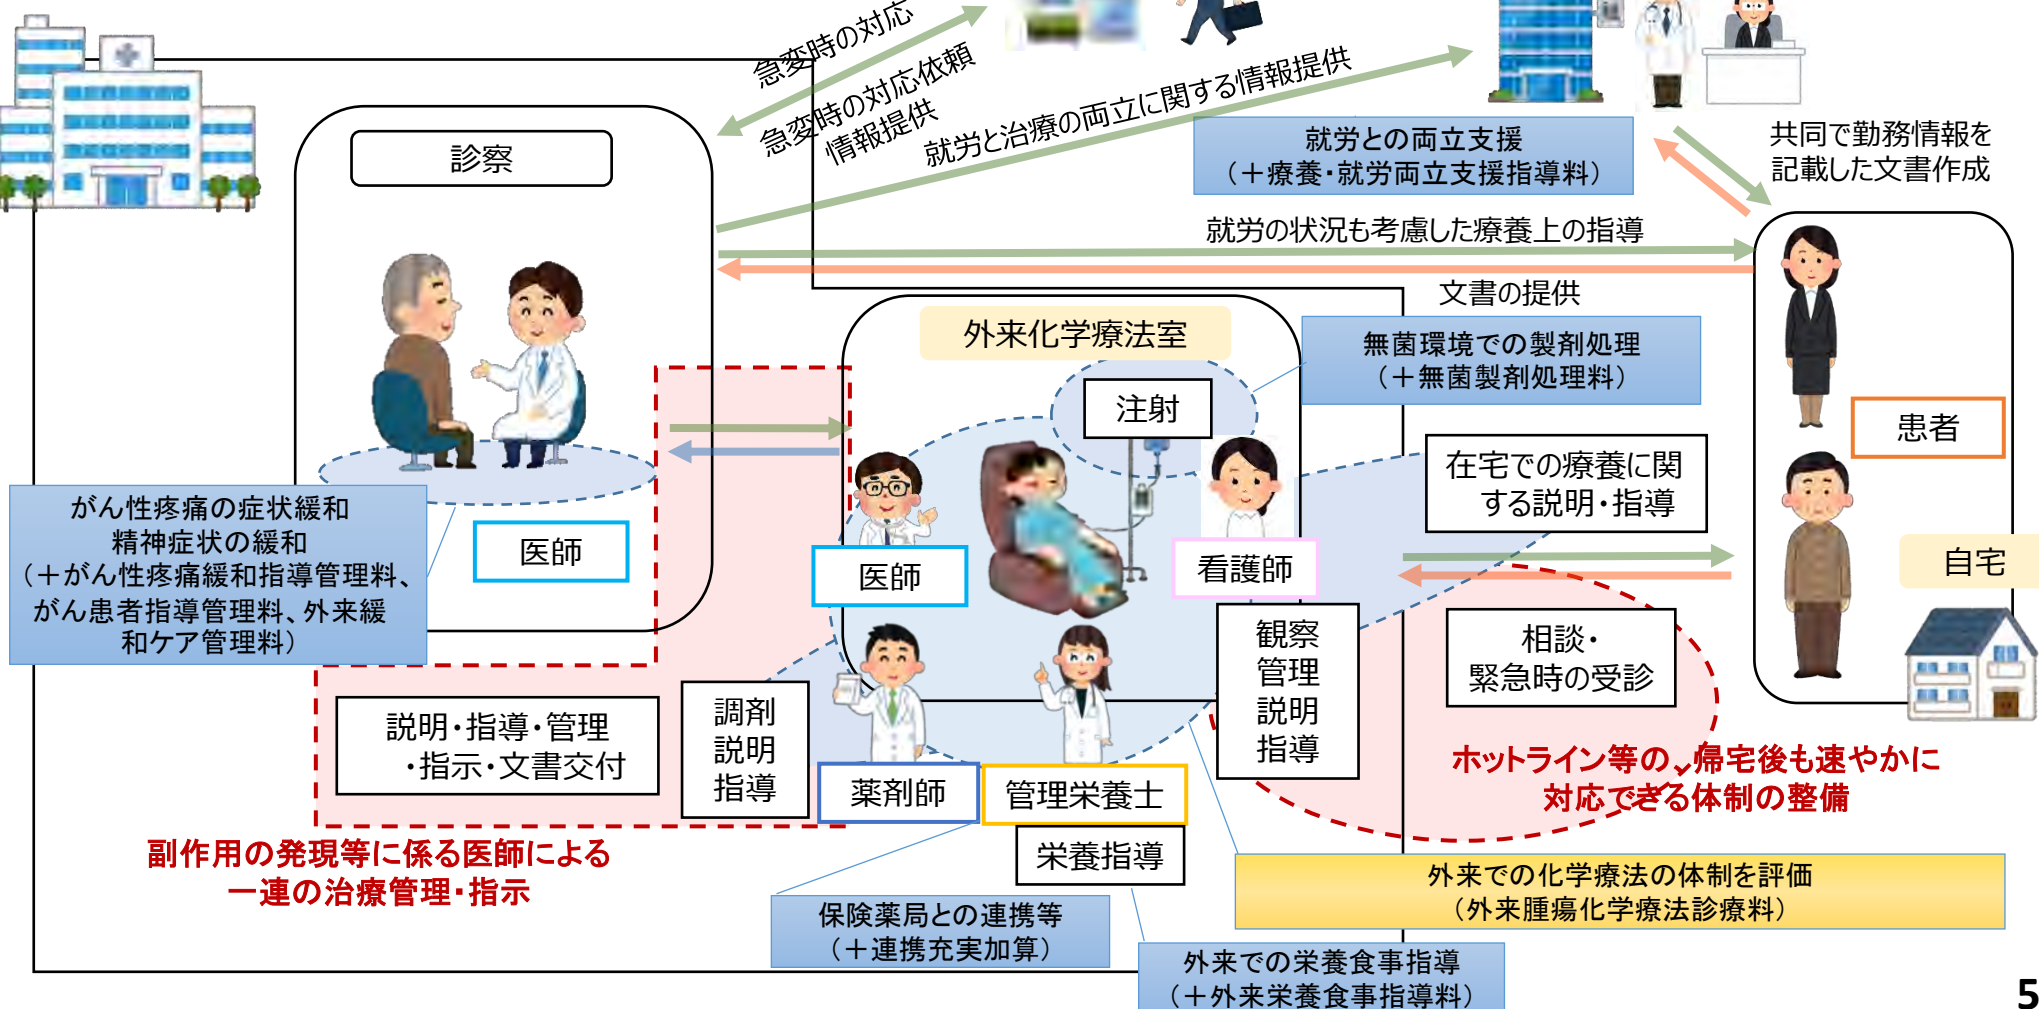 急変時の対応
急変時の対応依頼
情報提供
就労と治療の両立に関する情報提供
就労との両立支援
（＋療養・就労両立支援指導料）
共同で勤務情報を
記載した文書作成
診察
就労の状況も考慮した療養上の指導
文書の提供
外来化学療法室
無菌環境での製剤処理
（＋無菌製剤処理料）
注射
患者
在宅での療養に関
する説明・指導
がん性疼痛の症状緩和
精神症状の緩和
（＋がん性疼痛緩和指導管理料、
がん患者指導管理料、外来緩
和ケア管理料）
医師
医師
看護師
自宅
観察
管理
説明
指導
相談・
緊急時の受診
説明・指導・管理
・指示・文書交付
調剤
説明
指導
薬剤師
管理栄養士
栄養指導
ホットライン等の、帰宅後も速やかに
対応できる体制の整備
副作用の発現等に係る医師による
一連の治療管理・指示
外来での化学療法の体制を評価
（外来腫瘍化学療法診療料）
保険薬局との連携等
（＋連携充実加算）
外来での栄養食事指導
（＋外来栄養食事指導料）
5